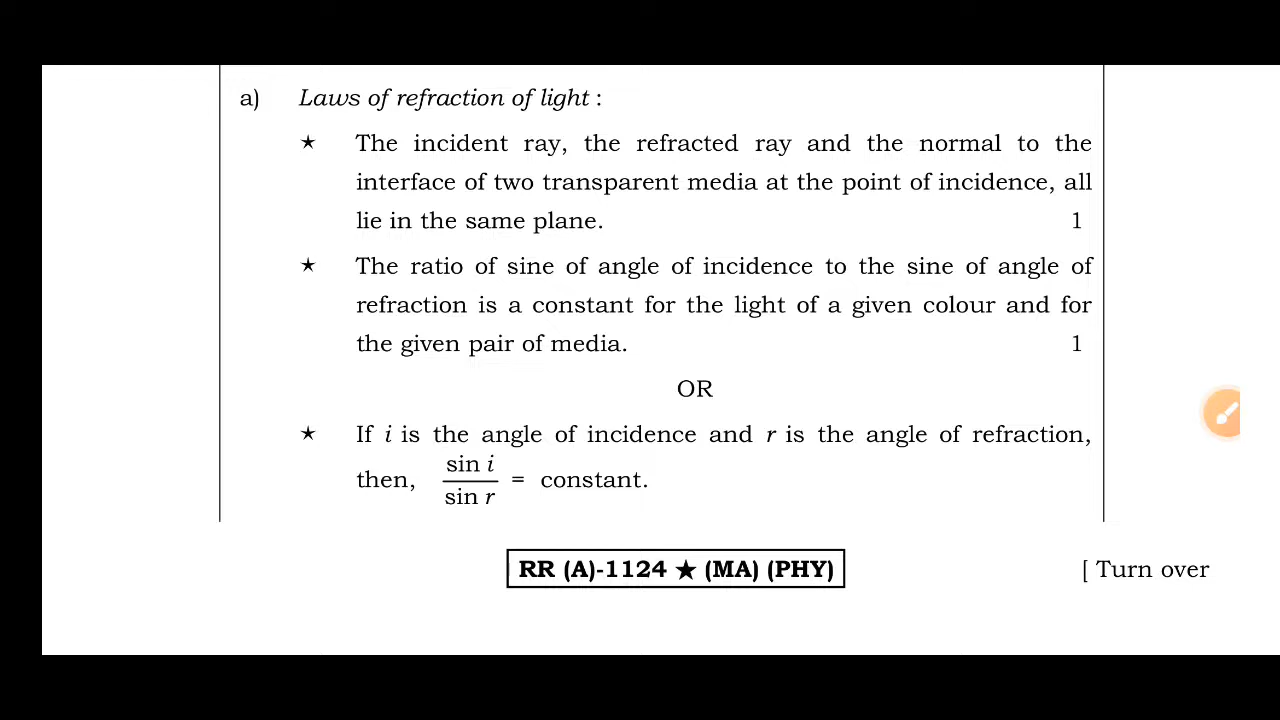 a) Laws of refraction of light :
★ The incident ray, the refracted ray and the normal to the
interface of two transparent media at the point of incidence, all
lie in the same plane. 1
★ The ratio of sine of angle of incidence to the sine of angle of
refraction is a constant for the light of a given colour and for
the given pair of media. 1
OR
★ If i is the angle of incidence and r is the angle of refraction,
then, sin i / sin r = constant.
RR (A)-1124 ★ (MA) (PHY) [ Turn over